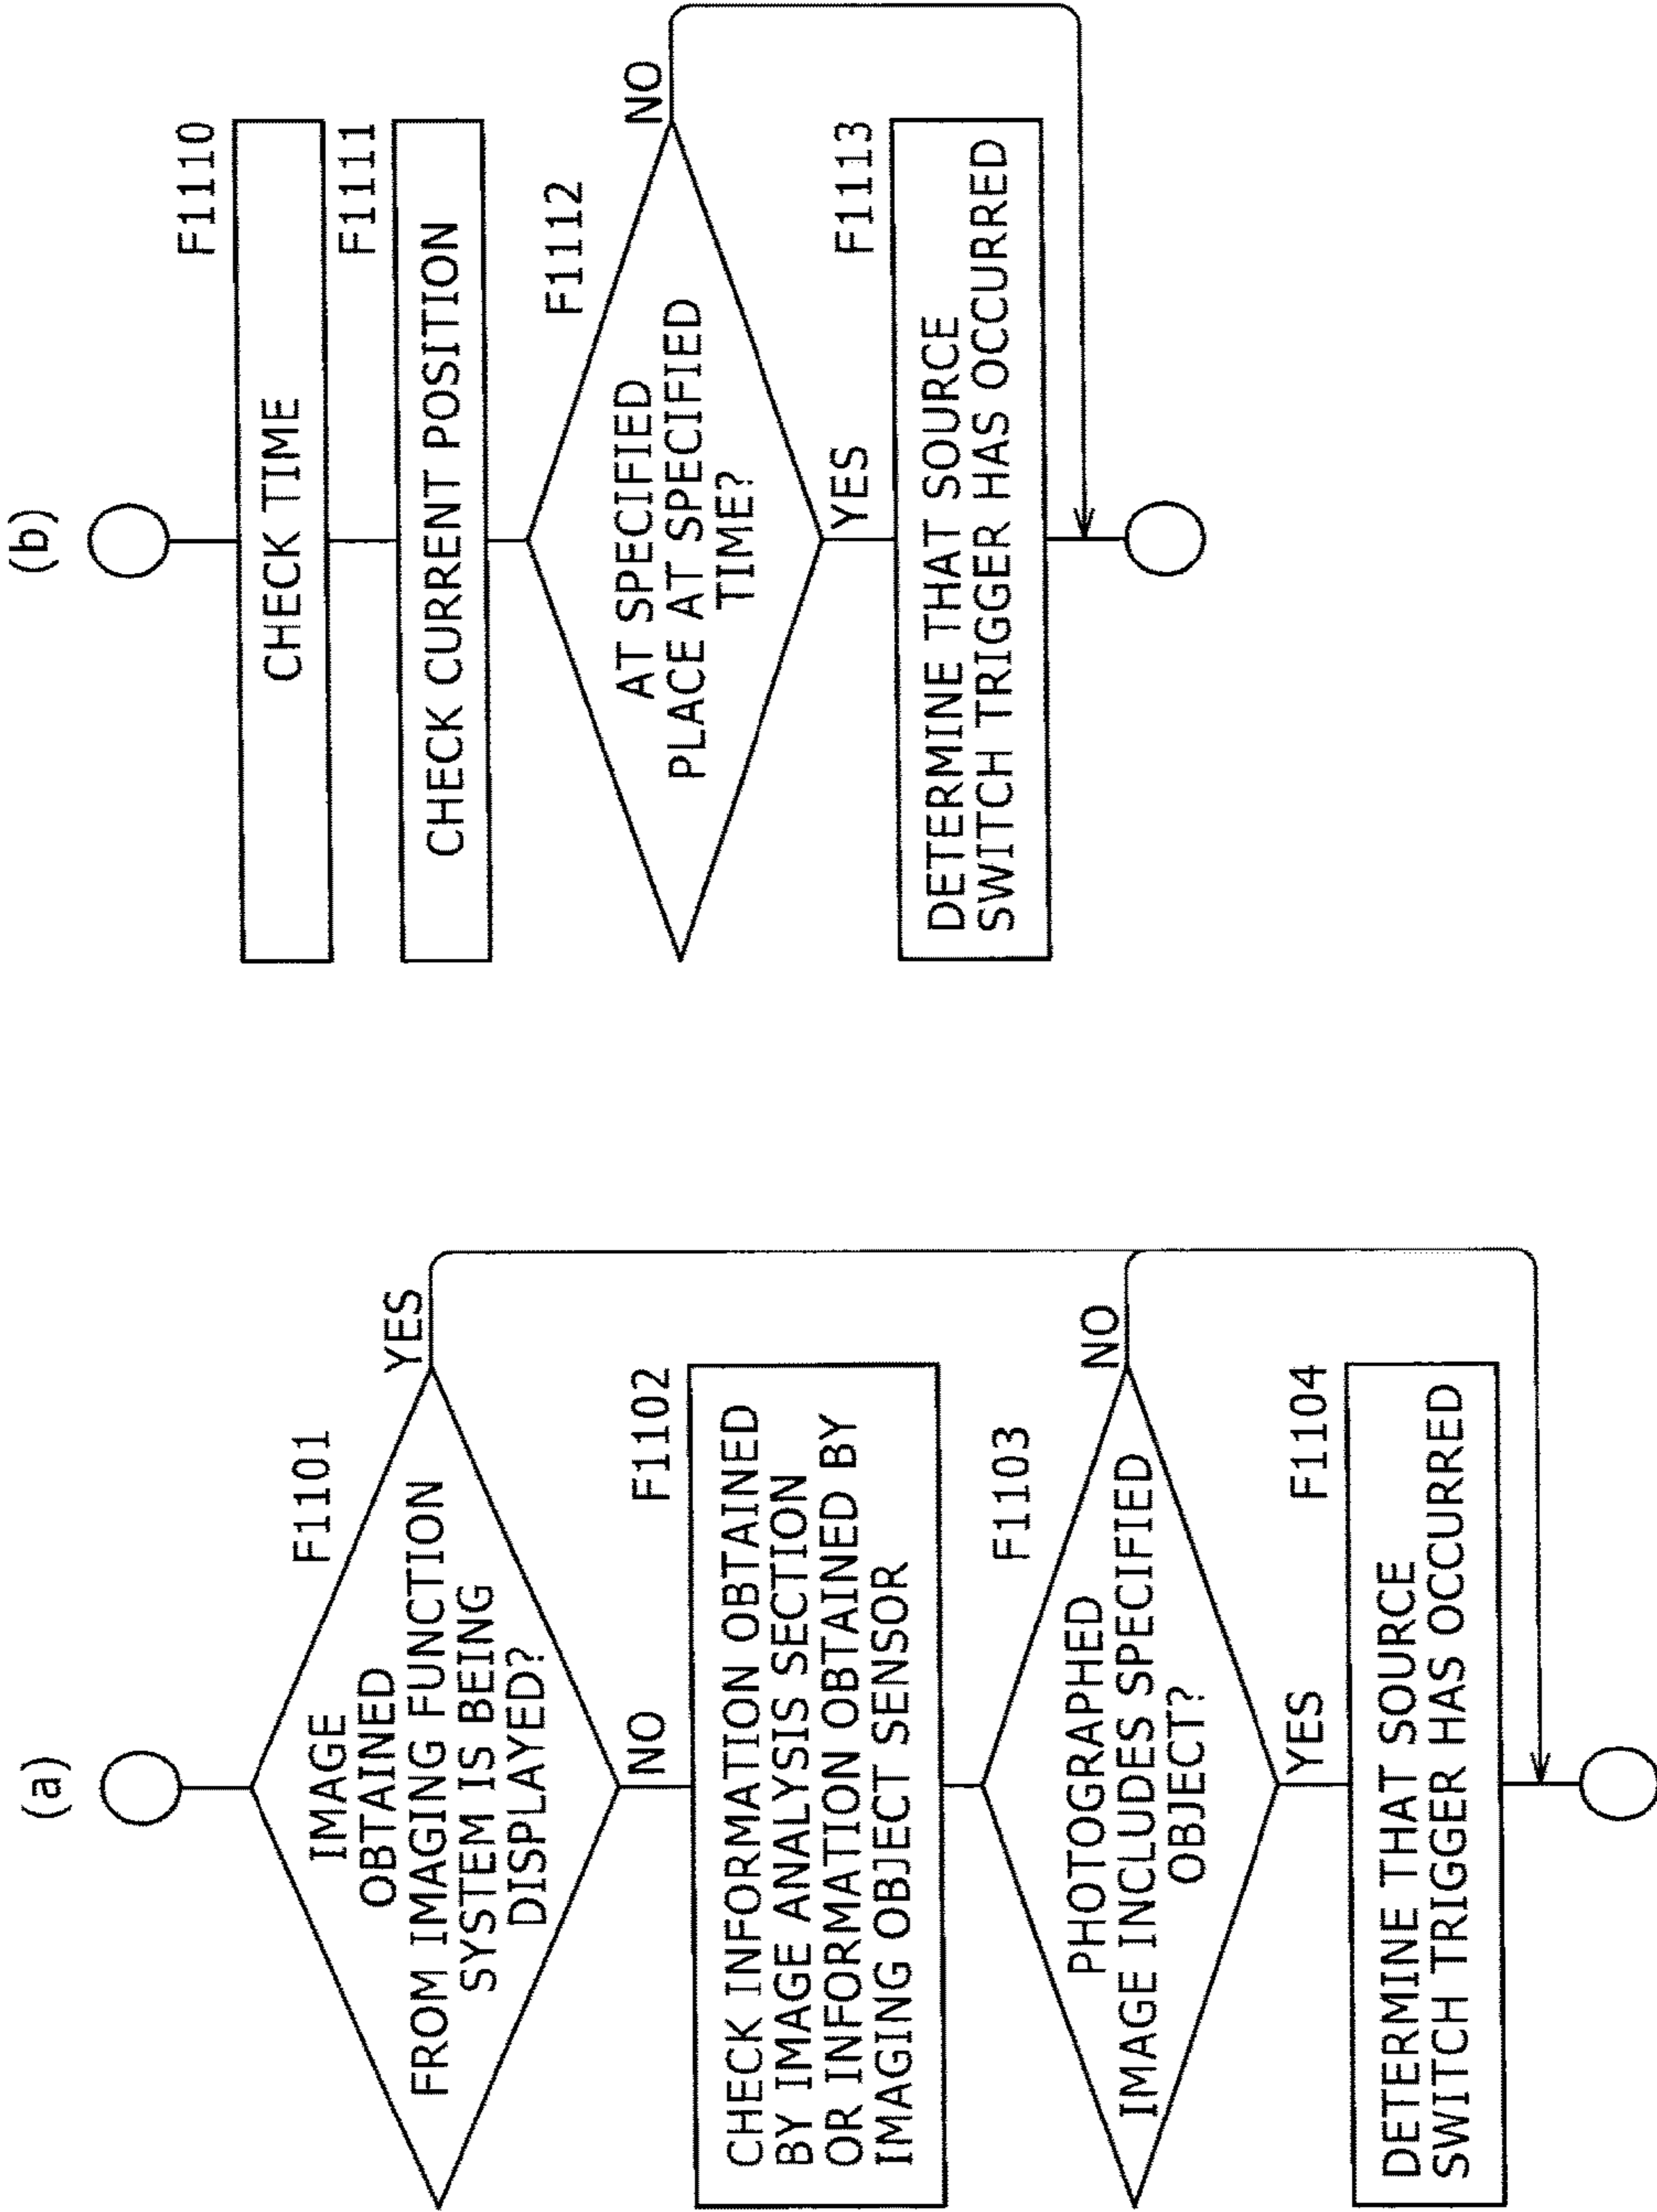 (a)
F1101
IMAGE
OBTAINED
FROM IMAGING FUNCTION
SYSTEM IS BEING
DISPLAYED?
YES
NO
F1102
CHECK INFORMATION OBTAINED
BY IMAGE ANALYSIS SECTION
OR INFORMATION OBTAINED BY
IMAGING OBJECT SENSOR
F1103
PHOTOGRAPHED
IMAGE INCLUDES SPECIFIED
OBJECT?
NO
YES
F1104
DETERMINE THAT SOURCE
SWITCH TRIGGER HAS OCCURRED
(b)
F1110
CHECK TIME
F1111
CHECK CURRENT POSITION
F1112
AT SPECIFIED
PLACE AT SPECIFIED
TIME?
NO
YES
F1113
DETERMINE THAT SOURCE
SWITCH TRIGGER HAS OCCURRED